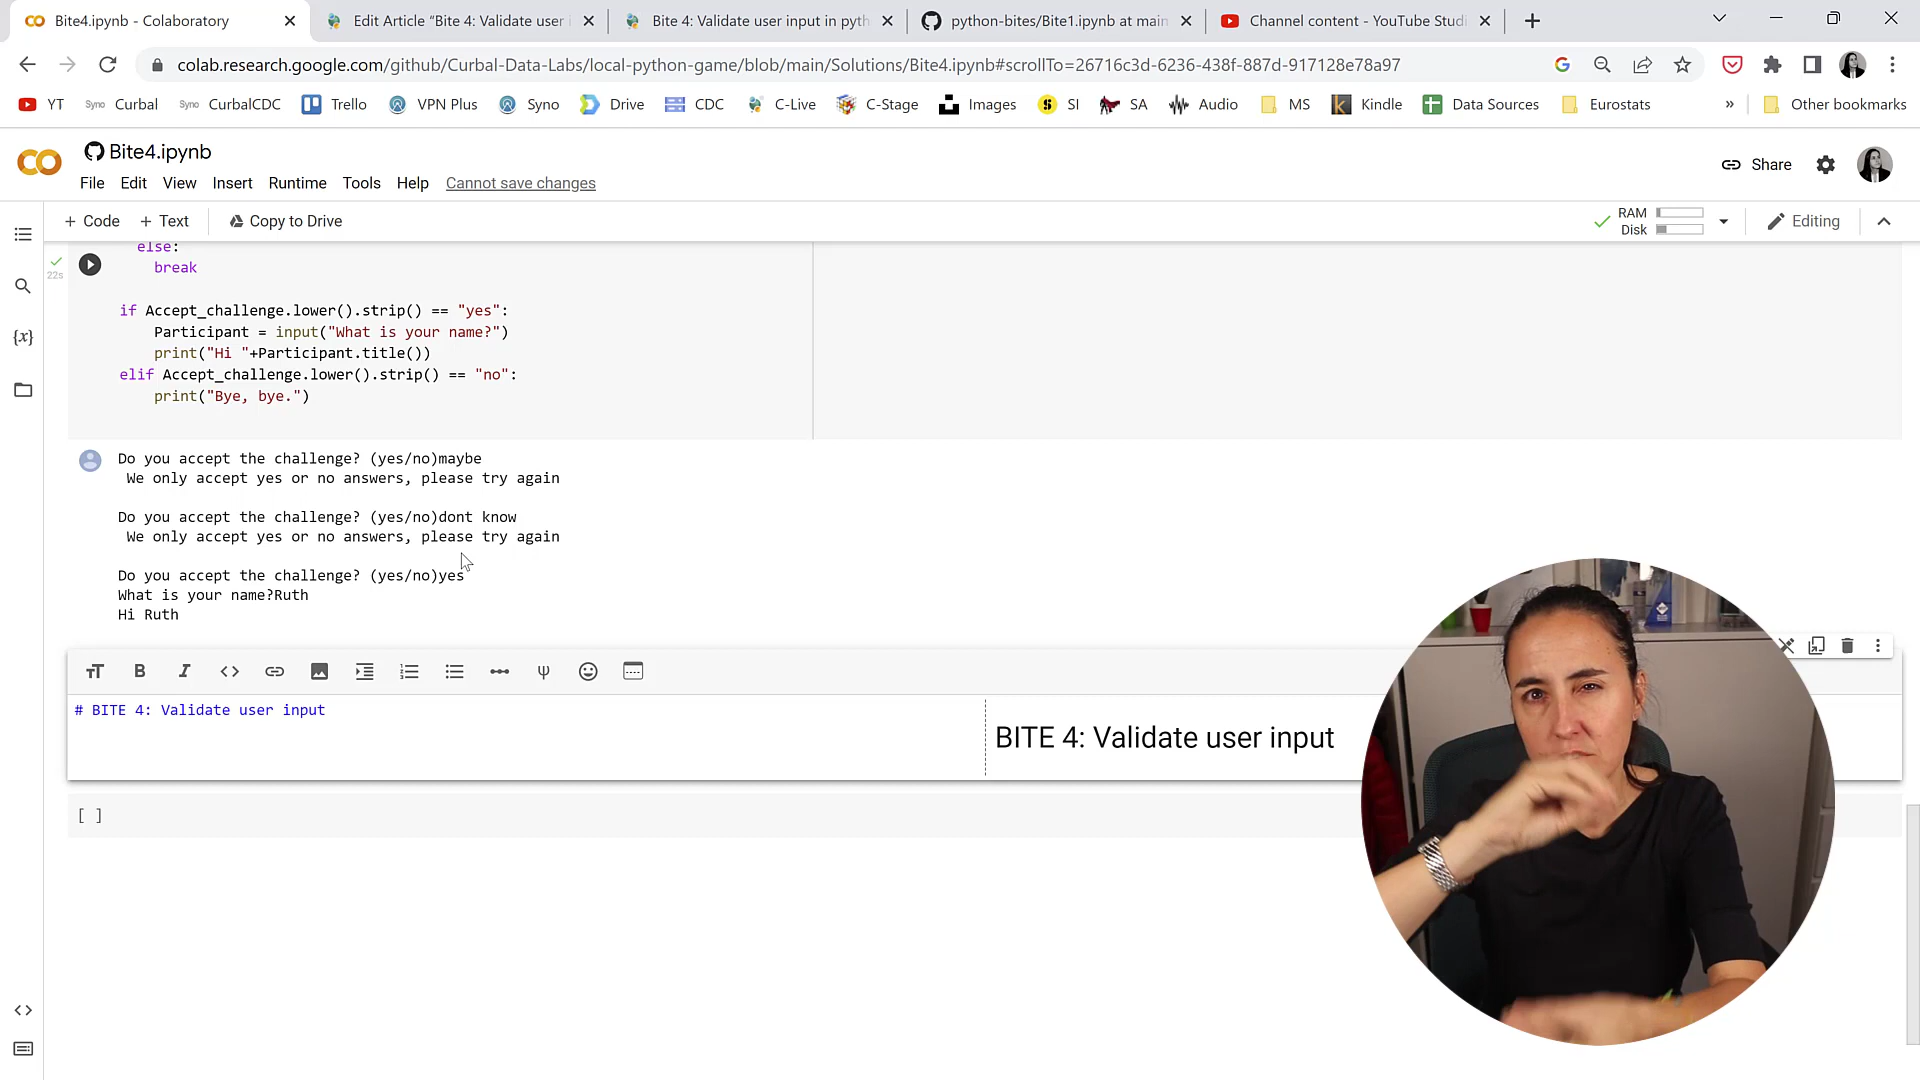 Bite4.ipynb - Colaboratory
Edit Article “Bite 4: Validate user i
Bite 4: Validate user input in pyth
python-bites/Bite1.ipynb at main
Channel content - YouTube Studi
colab.research.google.com/github/Curbal-Data-Labs/local-python-game/blob/main/Solutions/Bite4.ipynb#scrollTo=26716c3d-6236-438f-887d-917128e78a97
YT
Syno Curbal
Syno CurbalCDC
Trello
VPN Plus
Syno
Drive
CDC
C-Live
C-Stage
Images
SI
SA
Audio
MS
Kindle
Data Sources
Eurostats
»
Other bookmarks
Bite4.ipynb
Share
File Edit View Insert Runtime Tools Help Cannot save changes
+ Code + Text Copy to Drive
RAM
Disk
Editing
22s
else:
break
if Accept_challenge.lower().strip() == "yes":
Participant = input("What is your name?")
print("Hi "+Participant.title())
elif Accept_challenge.lower().strip() == "no":
print("Bye, bye.")
Do you accept the challenge? (yes/no)maybe
We only accept yes or no answers, please try again
Do you accept the challenge? (yes/no)dont know
We only accept yes or no answers, please try again
Do you accept the challenge? (yes/no)yes
What is your name?Ruth
Hi Ruth
# BITE 4: Validate user input
BITE 4: Validate user input
[ ]